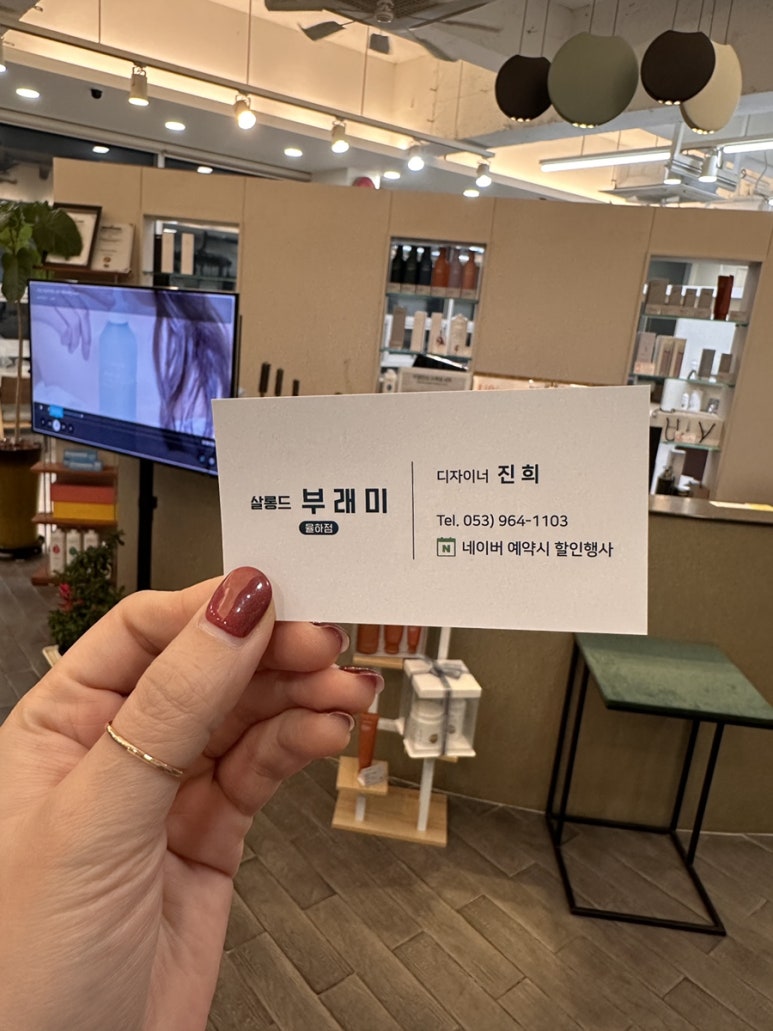 살롱드 부래미
율하점
디자이너 진희
Tel. 053) 964-1103
N 네이버 예약시 할인행사